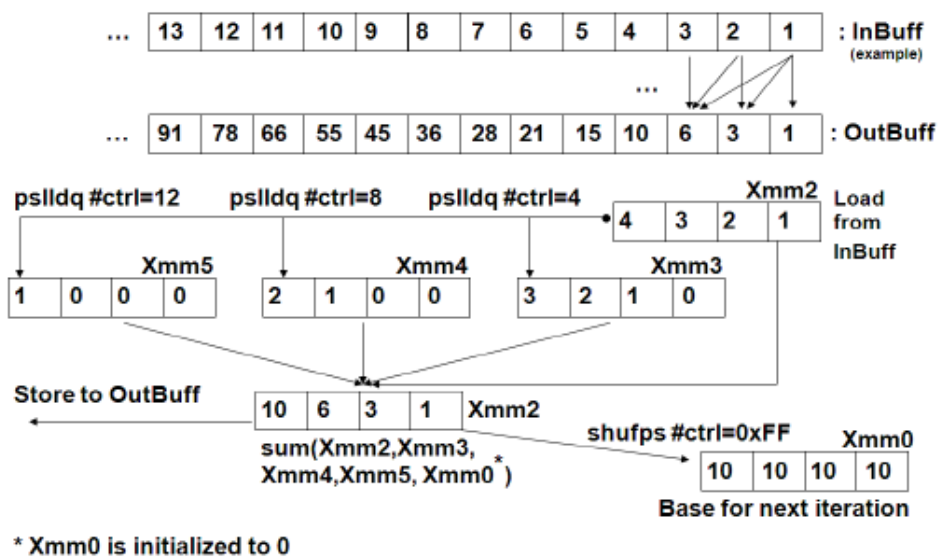 ... 13 12 11 10 9 8 7 6 5 4 3 2 1 : InBuff
(example)
...
... 91 78 66 55 45 36 28 21 15 10 6 3 1 : OutBuff
pslldq #ctrl=12 pslldq #ctrl=8 pslldq #ctrl=4 Xmm2
4 3 2 1 Load
from
InBuff
Xmm5 Xmm4 Xmm3
1 0 0 0 2 1 0 0 3 2 1 0
Store to OutBuff
10 6 3 1 Xmm2
sum(Xmm2,Xmm3,
Xmm4,Xmm5, Xmm0*)
shufps #ctrl=0xFF Xmm0
10 10 10 10
Base for next iteration
* Xmm0 is initialized to 0